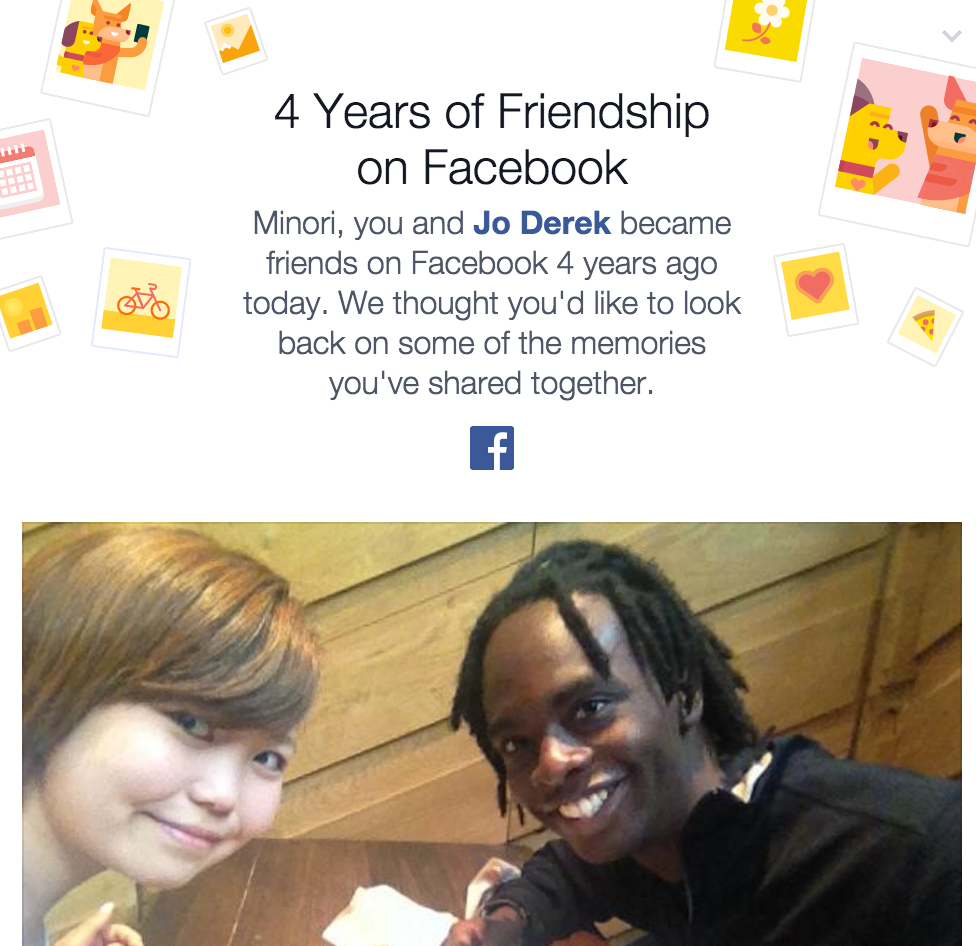 4 Years of Friendship
on Facebook
Minori, you and Jo Derek became
friends on Facebook 4 years ago
today. We thought you'd like to look
back on some of the memories
you've shared together.
f